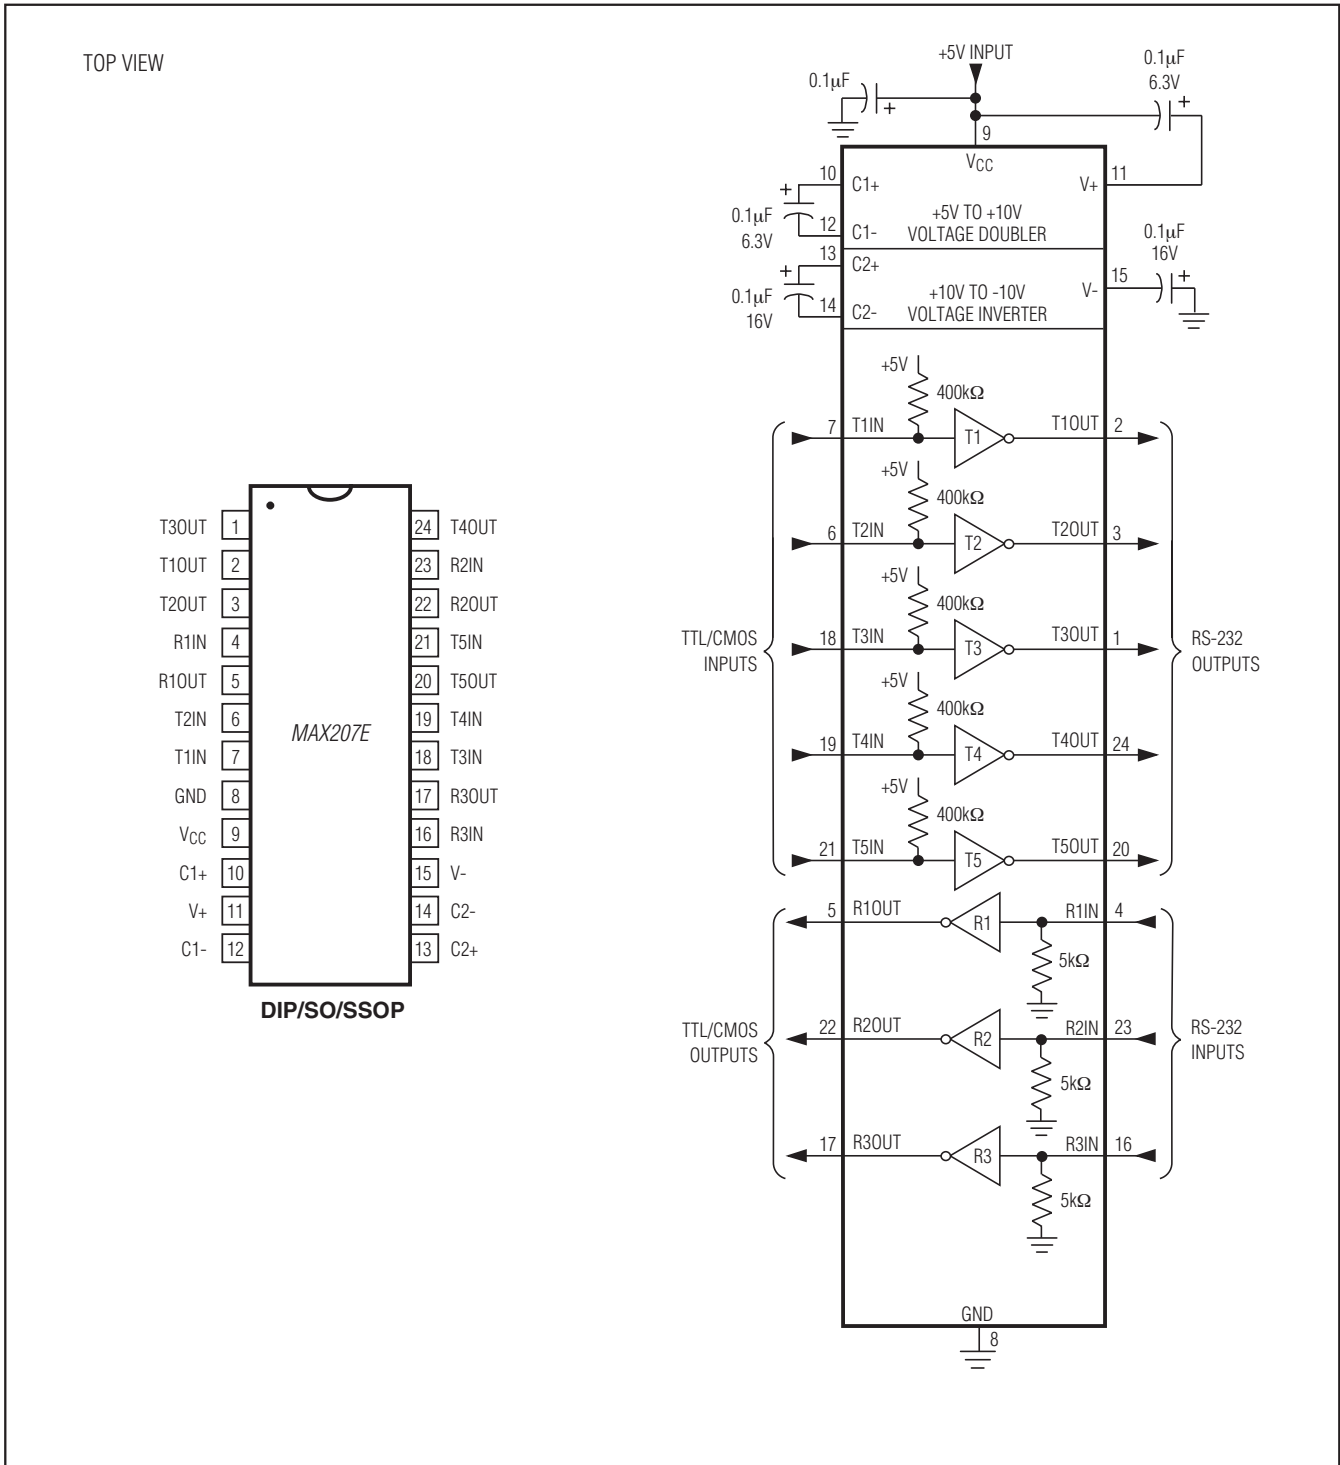 TOP VIEW
T3OUT 1
T1OUT 2
T2OUT 3
R1IN 4
R1OUT 5
T2IN 6
T1IN 7
GND 8
VCC 9
C1+ 10
V+ 11
C1- 12
MAX207E
24 T4OUT
23 R2IN
22 R2OUT
21 T5IN
20 T5OUT
19 T4IN
18 T3IN
17 R3OUT
16 R3IN
15 V-
14 C2-
13 C2+
DIP/SO/SSOP
+5V INPUT
0.1µF
+
0.1µF
6.3V
+
9
VCC
10 C1+
V+ 11
+
0.1µF
6.3V
12 C1-
+5V TO +10V
VOLTAGE DOUBLER
13 C2+
+
0.1µF
16V
14 C2-
+10V TO -10V
VOLTAGE INVERTER
V- 15
0.1µF
16V
+
+5V
400kΩ
7 T1IN T1 T1OUT 2
+5V
400kΩ
6 T2IN T2 T2OUT 3
+5V
400kΩ
18 T3IN T3 T3OUT 1
+5V
400kΩ
19 T4IN T4 T4OUT 24
+5V
400kΩ
21 T5IN T5 T5OUT 20
TTL/CMOS
INPUTS
RS-232
OUTPUTS
5 R1OUT R1 R1IN 4
5kΩ
22 R2OUT R2 R2IN 23
5kΩ
17 R3OUT R3 R3IN 16
5kΩ
TTL/CMOS
OUTPUTS
RS-232
INPUTS
GND
8